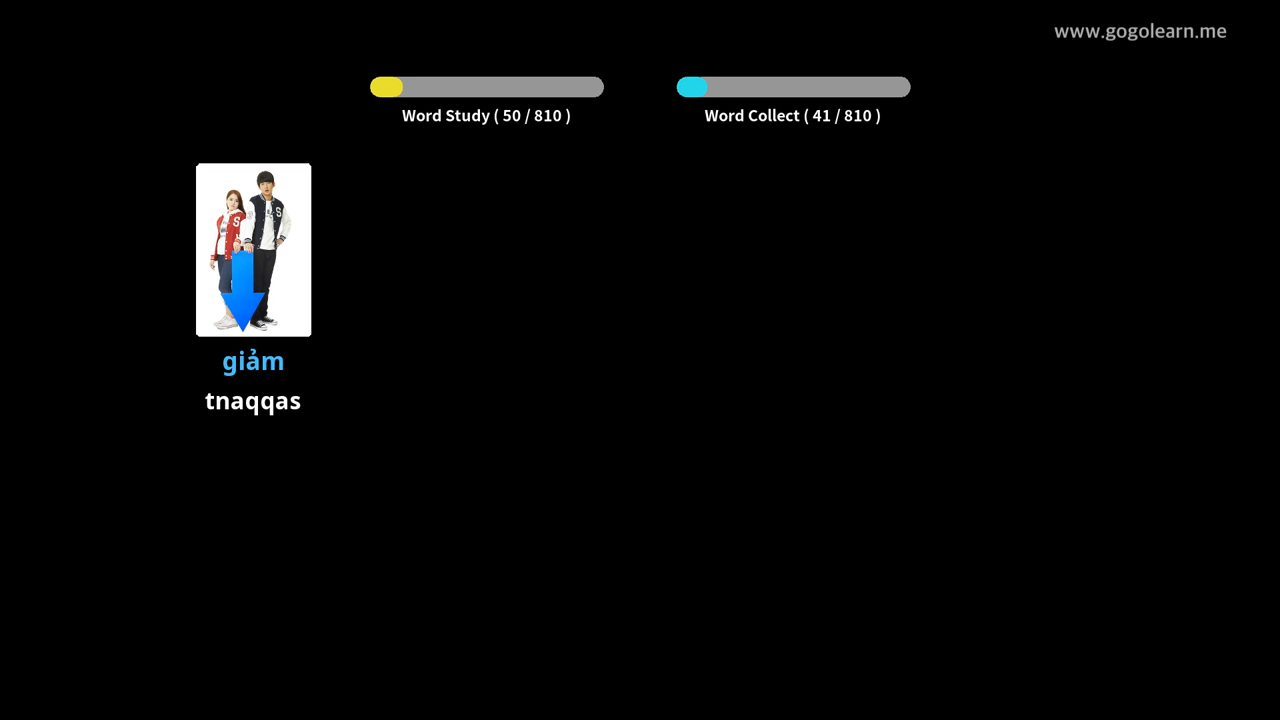 www.gogolearn.me
Word Study ( 50 / 810 )
Word Collect ( 41 / 810 )
S
S
giảm
tnaqqas